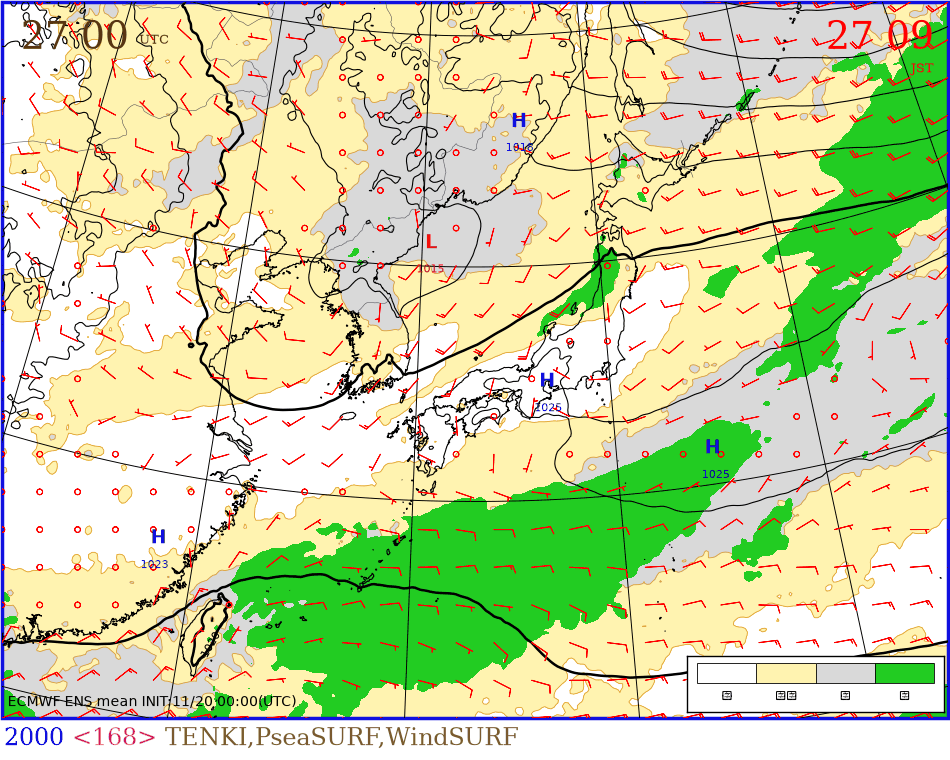 27 00 UTC
27 09
JST
H
1018
L
1015
H
1025
H
1025
H
1023
ECMWF ENS mean INIT:11/20 00:00(UTC)
2000 <168> TENKI,PseaSURF,WindSURF